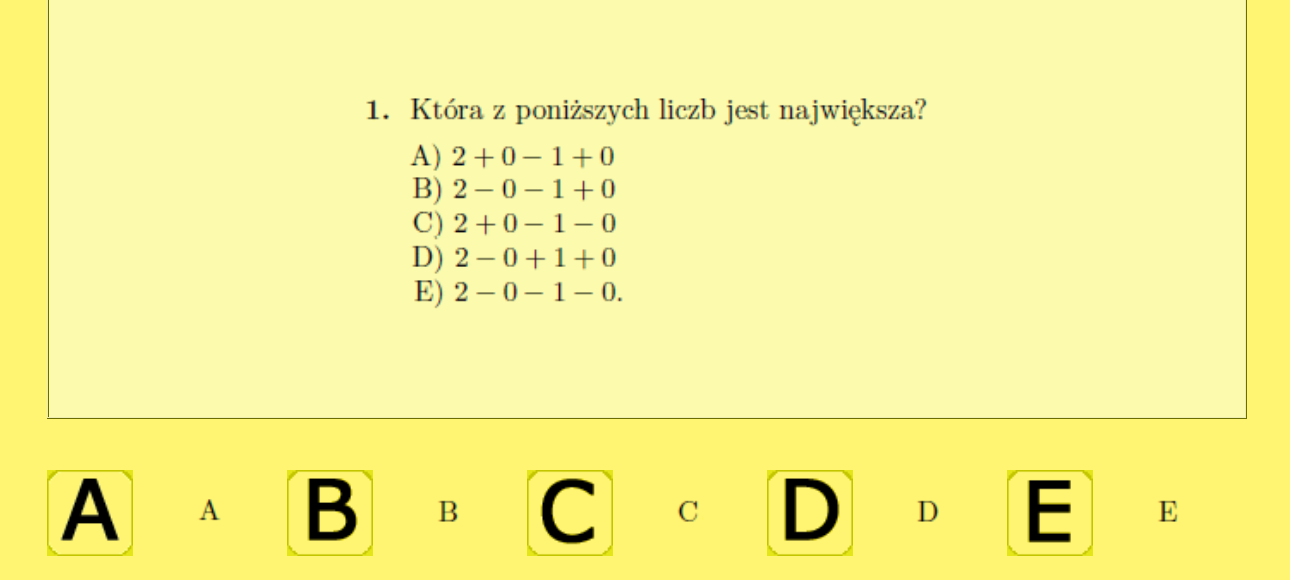 1. Która z poniższych liczb jest największa?
A) 2 + 0 − 1 + 0
B) 2 − 0 − 1 + 0
C) 2 + 0 − 1 − 0
D) 2 − 0 + 1 + 0
E) 2 − 0 − 1 − 0.
A A B B C C D D E E